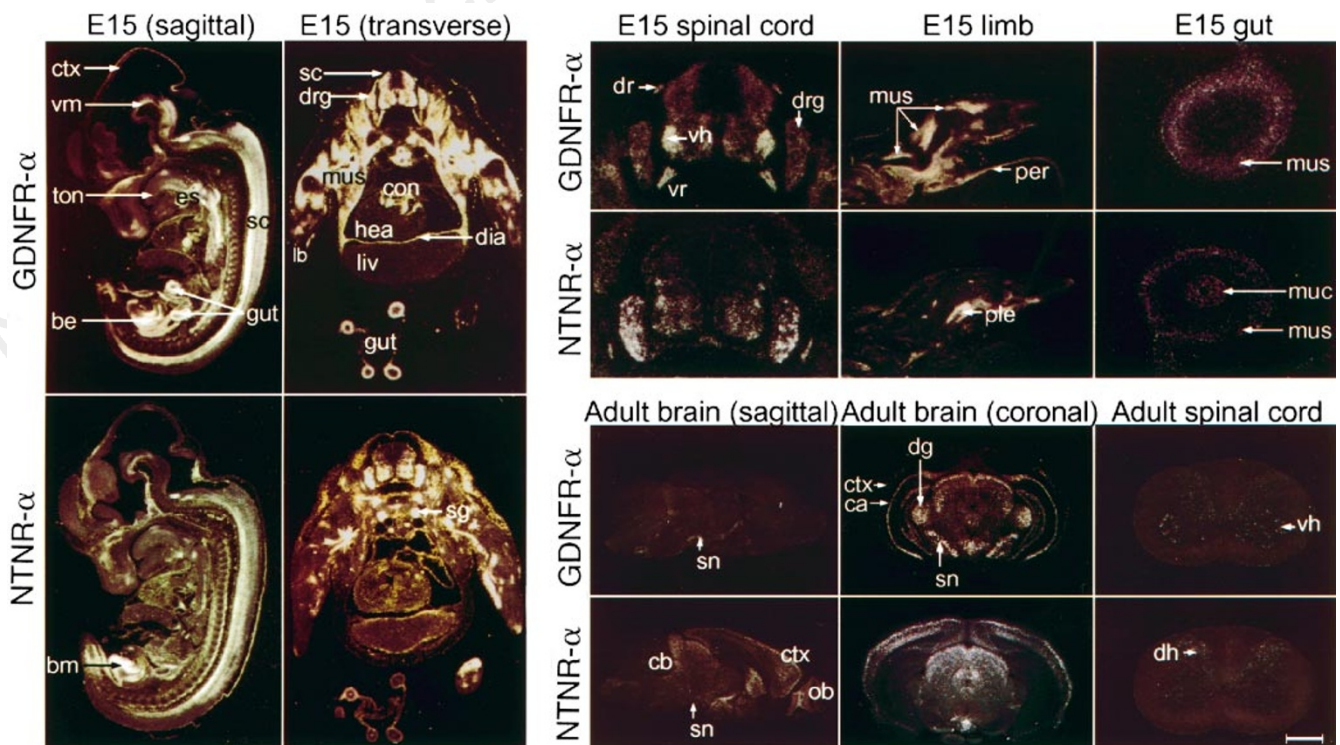 E15 (sagittal) E15 (transverse)
GDNFR-α
ctx
vm
ton
es
sc
be
gut
sc
drg
mus
con
hea
dia
lb
liv
gut
NTNR-α
bm
sg
E15 spinal cord E15 limb E15 gut
GDNFR-α
dr
drg
vh
vr
mus
per
mus
NTNR-α
ple
muc
mus
Adult brain (sagittal) Adult brain (coronal) Adult spinal cord
GDNFR-α
sn
dg
ctx
ca
sn
vh
NTNR-α
cb
ctx
ob
sn
dh